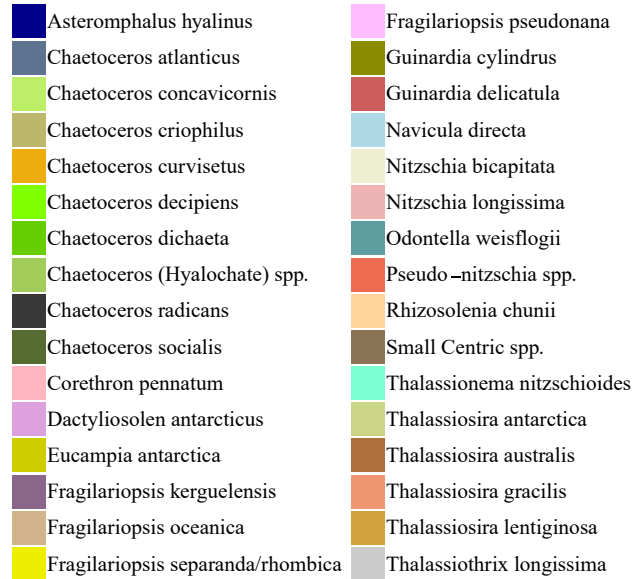 Asteromphalus hyalinus
Chaetoceros atlanticus
Chaetoceros concavicornis
Chaetoceros criophilus
Chaetoceros curvisetus
Chaetoceros decipiens
Chaetoceros dichaeta
Chaetoceros (Hyalochate) spp.
Chaetoceros radicans
Chaetoceros socialis
Corethron pennatum
Dactyliosolen antarcticus
Eucampia antarctica
Fragilariopsis kerguelensis
Fragilariopsis oceanica
Fragilariopsis separanda/rhombica
Fragilariopsis pseudonana
Guinardia cylindrus
Guinardia delicatula
Navicula directa
Nitzschia bicapitata
Nitzschia longissima
Odontella weisflogii
Pseudo−nitzschia spp.
Rhizosolenia chunii
Small Centric spp.
Thalassionema nitzschioides
Thalassiosira antarctica
Thalassiosira australis
Thalassiosira gracilis
Thalassiosira lentiginosa
Thalassiothrix longissima